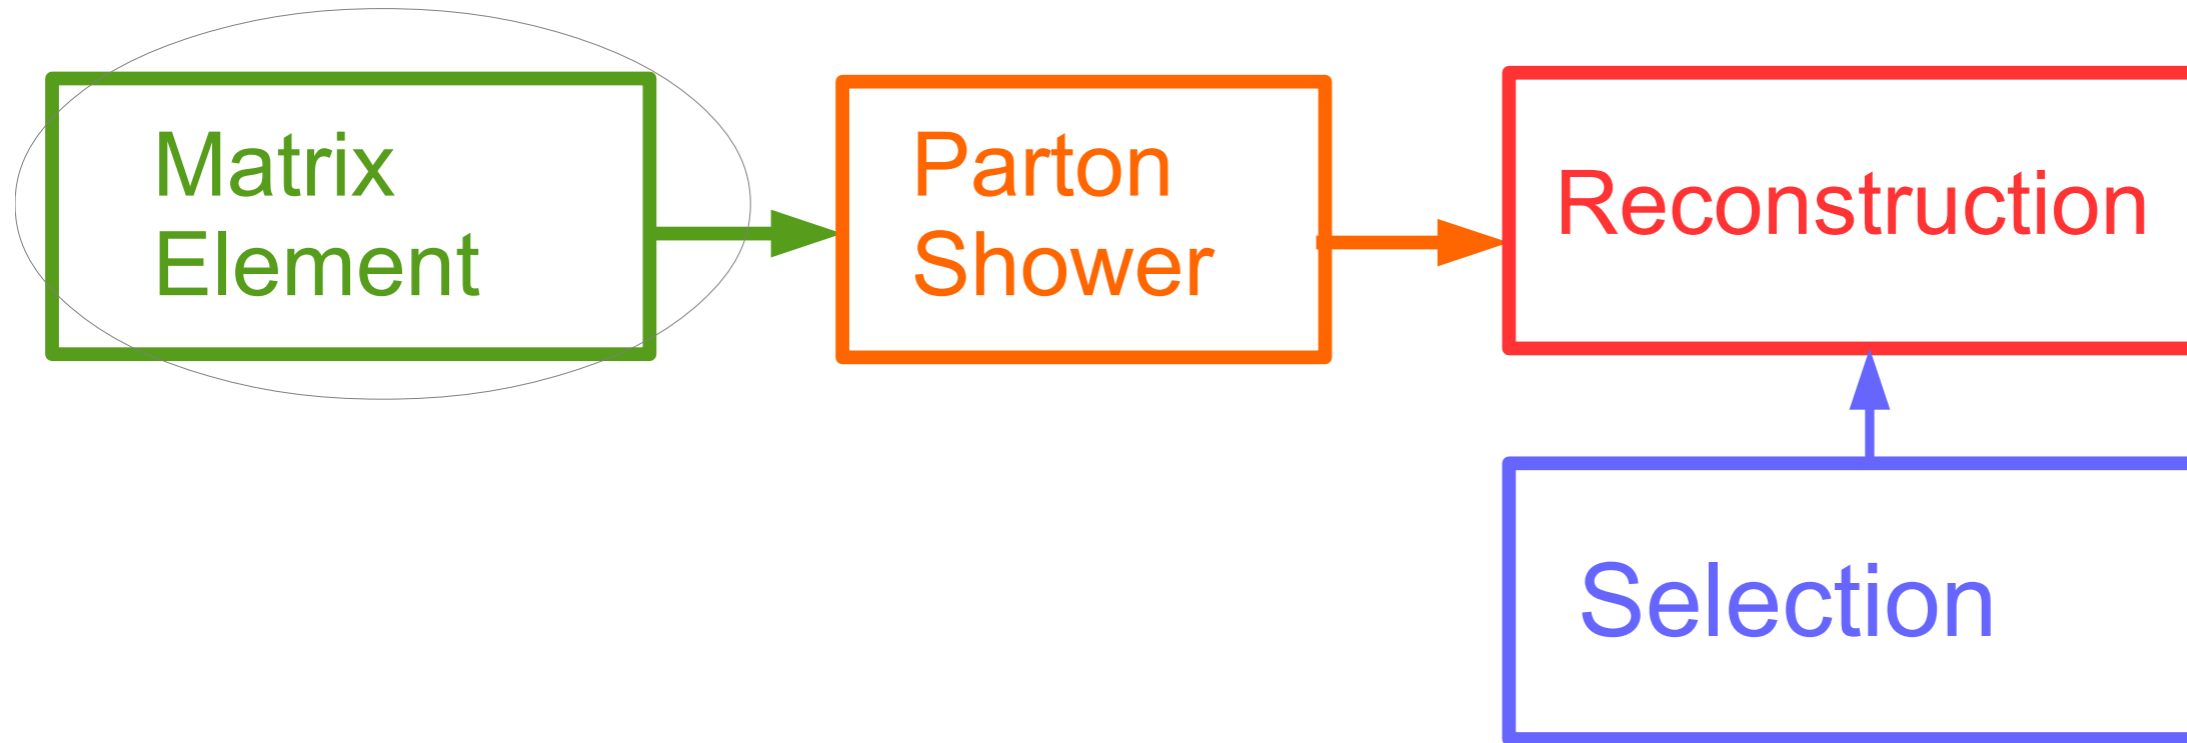 Matrix
Element
Parton
Shower
Reconstruction
Selection